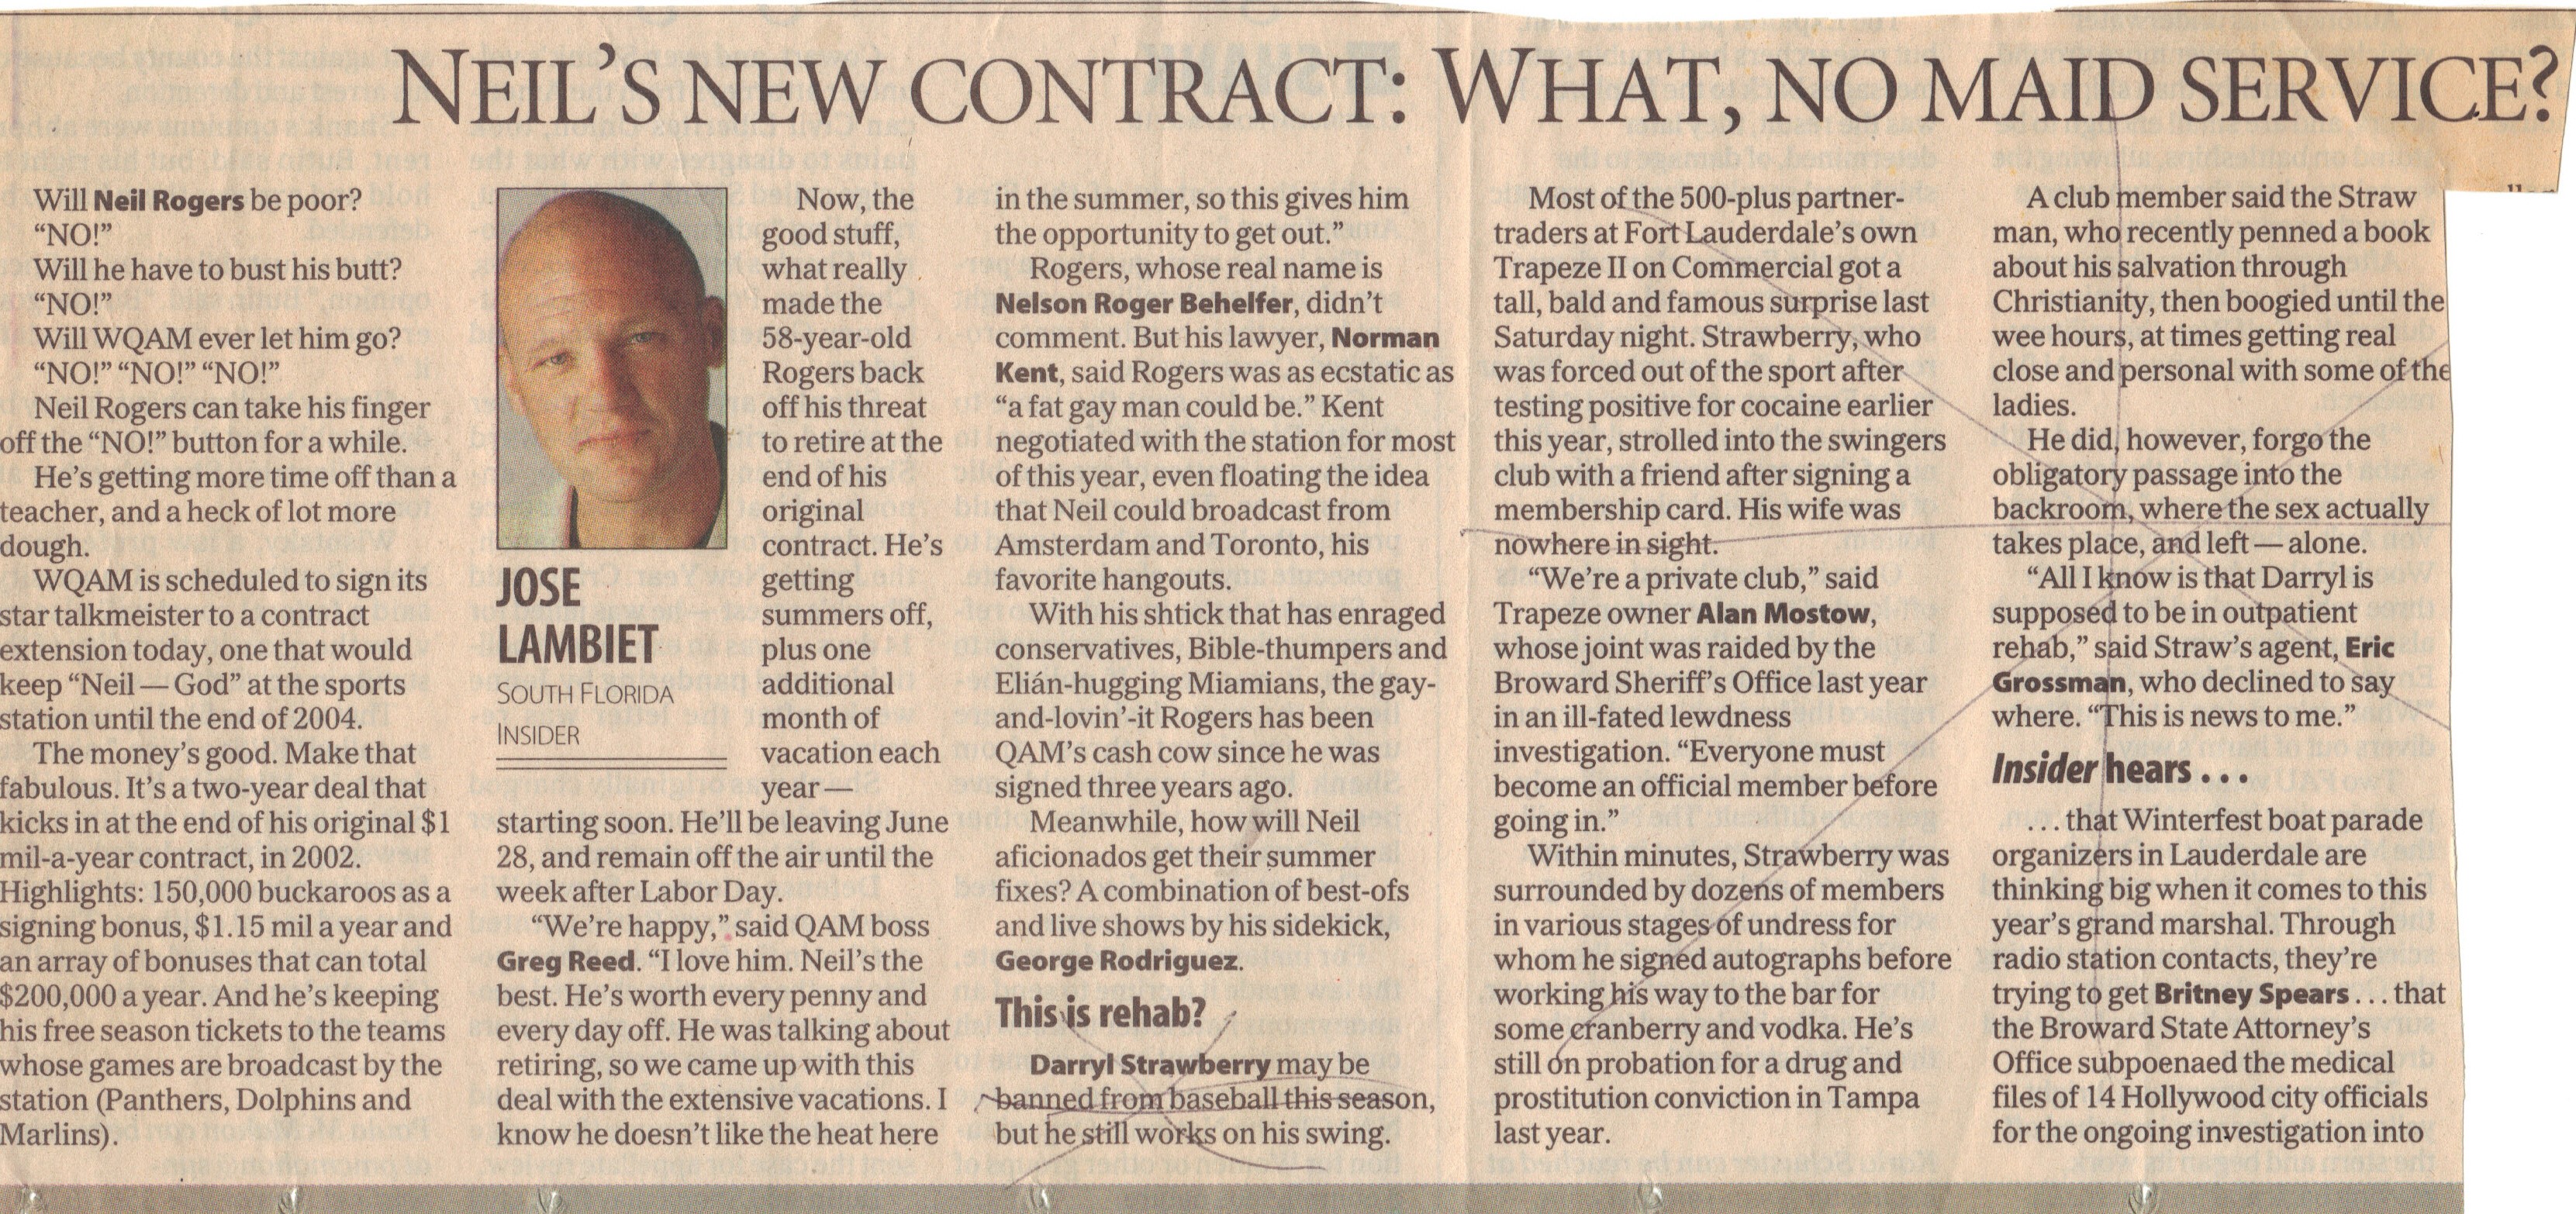 NEIL'S NEW CONTRACT: WHAT, NO MAID SERVICE?
Will Neil Rogers be poor?
“NO!”
Will he have to bust his butt?
“NO!”
Will WQAM ever let him go?
“NO!” “NO!” “NO!”
Neil Rogers can take his finger
off the “NO!” button for a while.
He's getting more time off than a
teacher, and a heck of lot more
dough.
WQAM is scheduled to sign its
star talkmeister to a contract
extension today, one that would
keep “Neil — God” at the sports
station until the end of 2004.
The money's good. Make that
fabulous. It's a two-year deal that
kicks in at the end of his original $1
mil-a-year contract, in 2002.
Highlights: 150,000 buckaroos as a
signing bonus, $1.15 mil a year and
an array of bonuses that can total
$200,000 a year. And he's keeping
his free season tickets to the teams
whose games are broadcast by the
station (Panthers, Dolphins and
Marlins).
JOSE
LAMBIET
SOUTH FLORIDA
INSIDER
Now, the
good stuff,
what really
made the
58-year-old
Rogers back
off his threat
to retire at the
end of his
original
contract. He's
getting
summers off,
plus one
additional
month of
vacation each
year —
starting soon. He'll be leaving June
28, and remain off the air until the
week after Labor Day.
“We're happy,” said QAM boss
Greg Reed. “I love him. Neil's the
best. He's worth every penny and
every day off. He was talking about
retiring, so we came up with this
deal with the extensive vacations. I
know he doesn't like the heat here
in the summer, so this gives him
the opportunity to get out.”
Rogers, whose real name is
Nelson Roger Behelfer, didn't
comment. But his lawyer, Norman
Kent, said Rogers was as ecstatic as
“a fat gay man could be.” Kent
negotiated with the station for most
of this year, even floating the idea
that Neil could broadcast from
Amsterdam and Toronto, his
favorite hangouts.
With his shtick that has enraged
conservatives, Bible-thumpers and
Elián-hugging Miamians, the gay-
and-lovin'-it Rogers has been
QAM's cash cow since he was
signed three years ago.
Meanwhile, how will Neil
aficionados get their summer
fixes? A combination of best-ofs
and live shows by his sidekick,
George Rodriguez.
This is rehab?
Darryl Strawberry may be
banned from baseball this season,
but he still works on his swing.
Most of the 500-plus partner-
traders at Fort Lauderdale's own
Trapeze II on Commercial got a
tall, bald and famous surprise last
Saturday night. Strawberry, who
was forced out of the sport after
testing positive for cocaine earlier
this year, strolled into the swingers
club with a friend after signing a
membership card. His wife was
nowhere in sight.
“We're a private club,” said
Trapeze owner Alan Mostow,
whose joint was raided by the
Broward Sheriff's Office last year
in an ill-fated lewdness
investigation. “Everyone must
become an official member before
going in.”
Within minutes, Strawberry was
surrounded by dozens of members
in various stages of undress for
whom he signed autographs before
working his way to the bar for
some cranberry and vodka. He's
still on probation for a drug and
prostitution conviction in Tampa
last year.
A club member said the Straw
man, who recently penned a book
about his salvation through
Christianity, then boogied until the
wee hours, at times getting real
close and personal with some of the
ladies.
He did, however, forgo the
obligatory passage into the
backroom, where the sex actually
takes place, and left — alone.
“All I know is that Darryl is
supposed to be in outpatient
rehab,” said Straw's agent, Eric
Grossman, who declined to say
where. “This is news to me.”
Insider hears . . .
. . . that Winterfest boat parade
organizers in Lauderdale are
thinking big when it comes to this
year's grand marshal. Through
radio station contacts, they're
trying to get Britney Spears . . . that
the Broward State Attorney's
Office subpoenaed the medical
files of 14 Hollywood city officials
for the ongoing investigation into